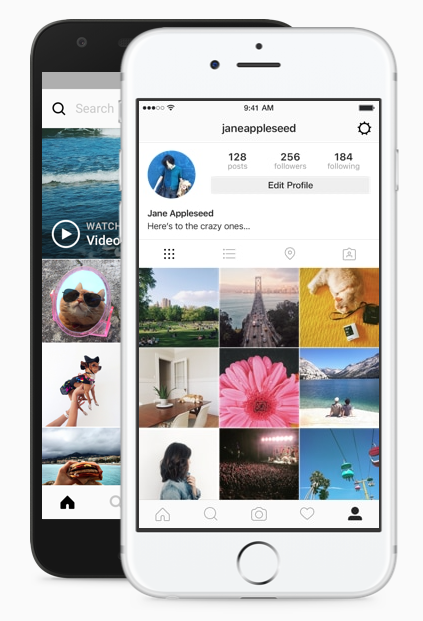 Search
WATCH
Video
9:41 AM
janeappleseed
128
posts
256
followers
184
following
Edit Profile
Jane Appleseed
Here's to the crazy ones...